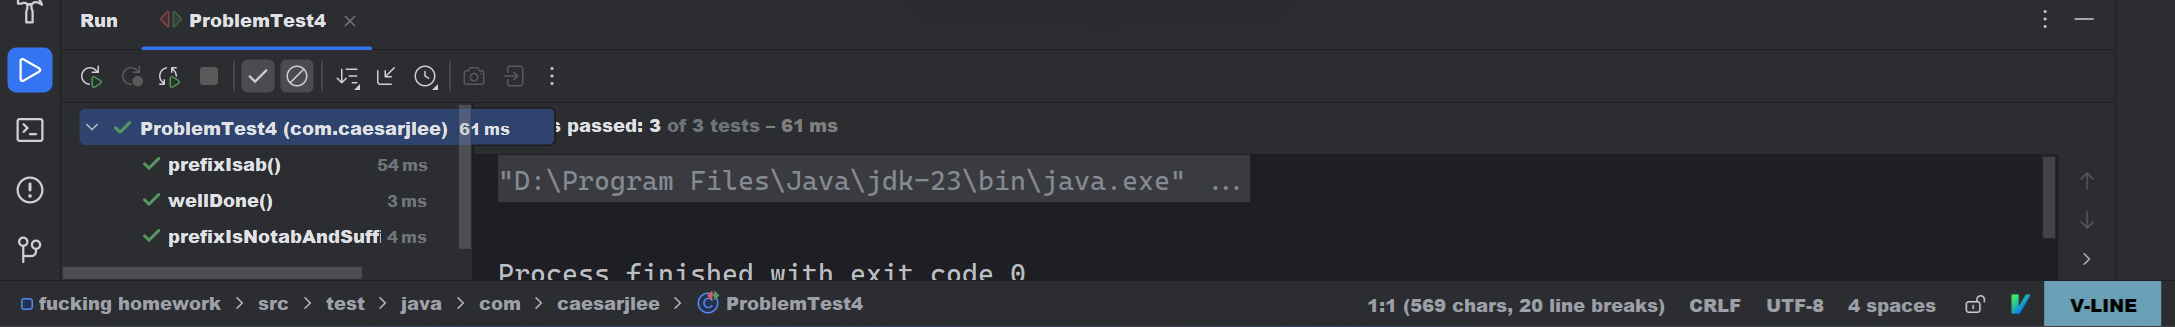 Run ProblemTest4
ProblemTest4 (com.caesarjlee) 61 ms
s passed: 3 of 3 tests – 61 ms
prefixIsab() 54 ms
wellDone() 3 ms
prefixIsNotabAndSuffi 4 ms
"D:\Program Files\Java\jdk-23\bin\java.exe" ...
Process finished with exit code 0
fucking homework > src > test > java > com > caesarjlee > ProblemTest4
1:1 (569 chars, 20 line breaks) CRLF UTF-8 4 spaces V-LINE